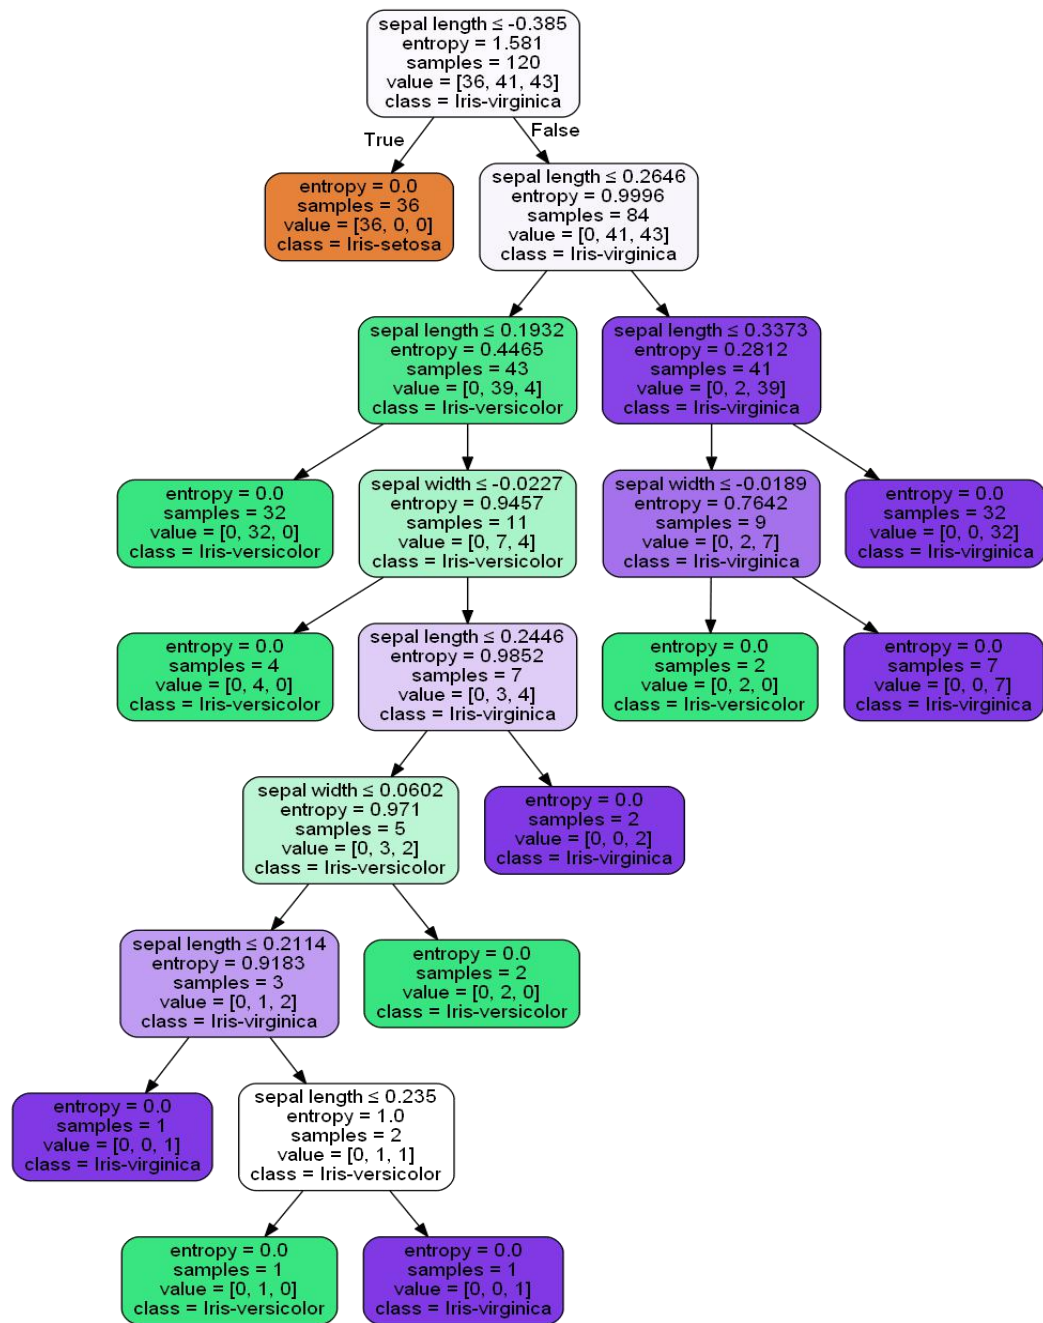 sepal length ≤ -0.385
entropy = 1.581
samples = 120
value = [36, 41, 43]
class = Iris-virginica
True
False
entropy = 0.0
samples = 36
value = [36, 0, 0]
class = Iris-setosa
sepal length ≤ 0.2646
entropy = 0.9996
samples = 84
value = [0, 41, 43]
class = Iris-virginica
sepal length ≤ 0.1932
entropy = 0.4465
samples = 43
value = [0, 39, 4]
class = Iris-versicolor
sepal length ≤ 0.3373
entropy = 0.2812
samples = 41
value = [0, 2, 39]
class = Iris-virginica
entropy = 0.0
samples = 32
value = [0, 32, 0]
class = Iris-versicolor
sepal width ≤ -0.0227
entropy = 0.9457
samples = 11
value = [0, 7, 4]
class = Iris-versicolor
sepal width ≤ -0.0189
entropy = 0.7642
samples = 9
value = [0, 2, 7]
class = Iris-virginica
entropy = 0.0
samples = 32
value = [0, 0, 32]
class = Iris-virginica
entropy = 0.0
samples = 4
value = [0, 4, 0]
class = Iris-versicolor
sepal length ≤ 0.2446
entropy = 0.9852
samples = 7
value = [0, 3, 4]
class = Iris-virginica
entropy = 0.0
samples = 2
value = [0, 2, 0]
class = Iris-versicolor
entropy = 0.0
samples = 7
value = [0, 0, 7]
class = Iris-virginica
sepal width ≤ 0.0602
entropy = 0.971
samples = 5
value = [0, 3, 2]
class = Iris-versicolor
entropy = 0.0
samples = 2
value = [0, 0, 2]
class = Iris-virginica
sepal length ≤ 0.2114
entropy = 0.9183
samples = 3
value = [0, 1, 2]
class = Iris-virginica
entropy = 0.0
samples = 2
value = [0, 2, 0]
class = Iris-versicolor
entropy = 0.0
samples = 1
value = [0, 0, 1]
class = Iris-virginica
sepal length ≤ 0.235
entropy = 1.0
samples = 2
value = [0, 1, 1]
class = Iris-versicolor
entropy = 0.0
samples = 1
value = [0, 1, 0]
class = Iris-versicolor
entropy = 0.0
samples = 1
value = [0, 0, 1]
class = Iris-virginica